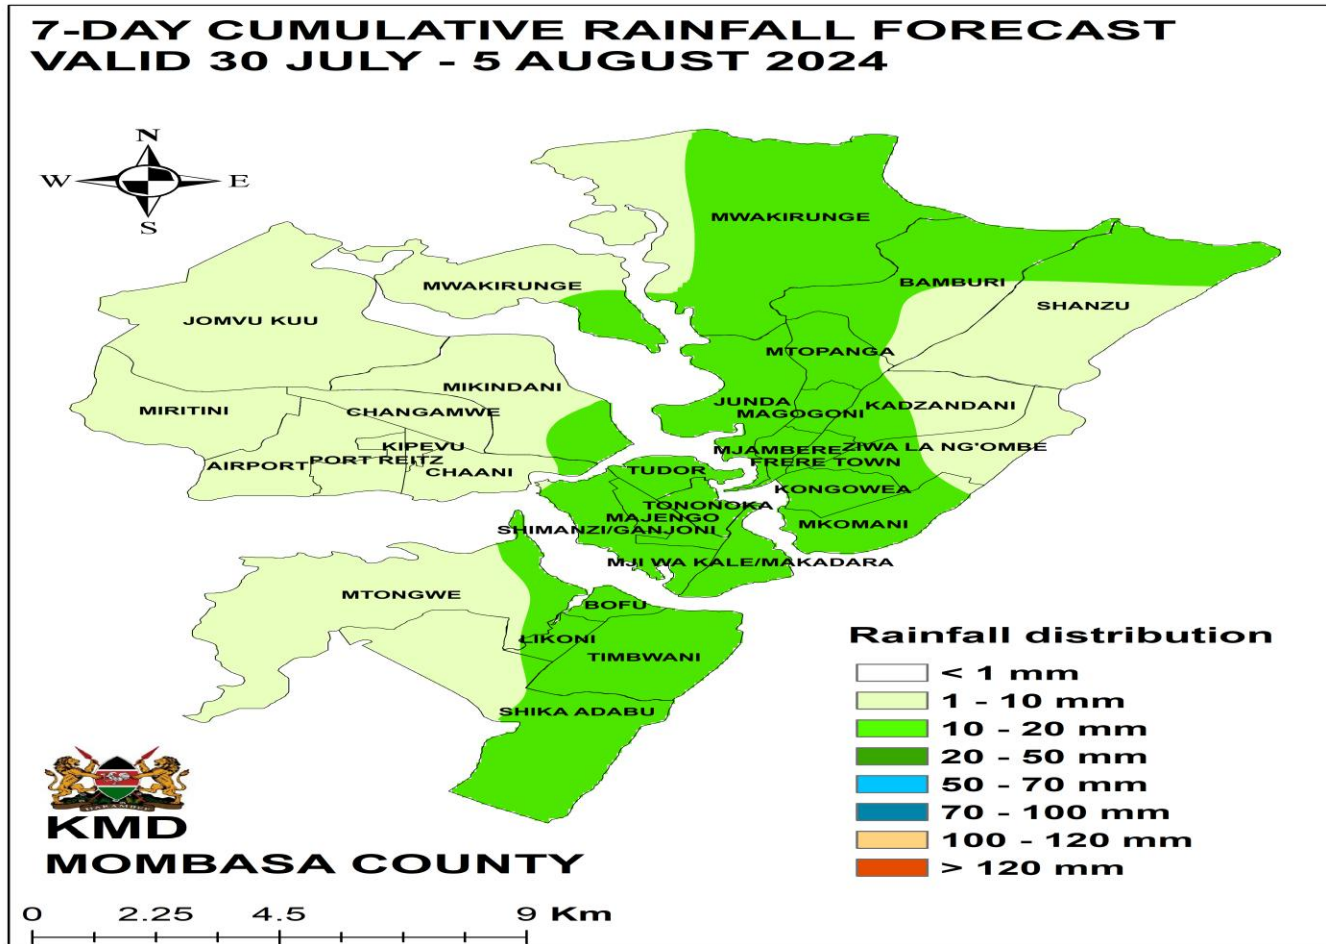 7-DAY CUMULATIVE RAINFALL FORECAST
VALID 30 JULY - 5 AUGUST 2024
N
W
E
S
MWAKIRUNGE
MWAKIRUNGE
BAMBURI
SHANZU
JOMVU KUU
MTOPANGA
MIKINDANI
JUNDA
KADZANDANI
MIRITINI
CHANGAMWE
MAGOGONI
KIPEVU
MJAMBERE
ZIWA LA NG'OMBE
AIRPORT
PORT REITZ
CHAANI
TUDOR
FRERE TOWN
KONGOWEA
TONONOKA
MAJENGO
MKOMANI
SHIMANZI/GANJONI
MJI WA KALE/MAKADARA
MTONGWE
BOFU
LIKONI
TIMBWANI
SHIKA ADABU
Rainfall distribution
< 1 mm
1 - 10 mm
10 - 20 mm
20 - 50 mm
50 - 70 mm
70 - 100 mm
100 - 120 mm
> 120 mm
HARAMBEE
KMD
MOMBASA COUNTY
0 2.25 4.5 9 Km